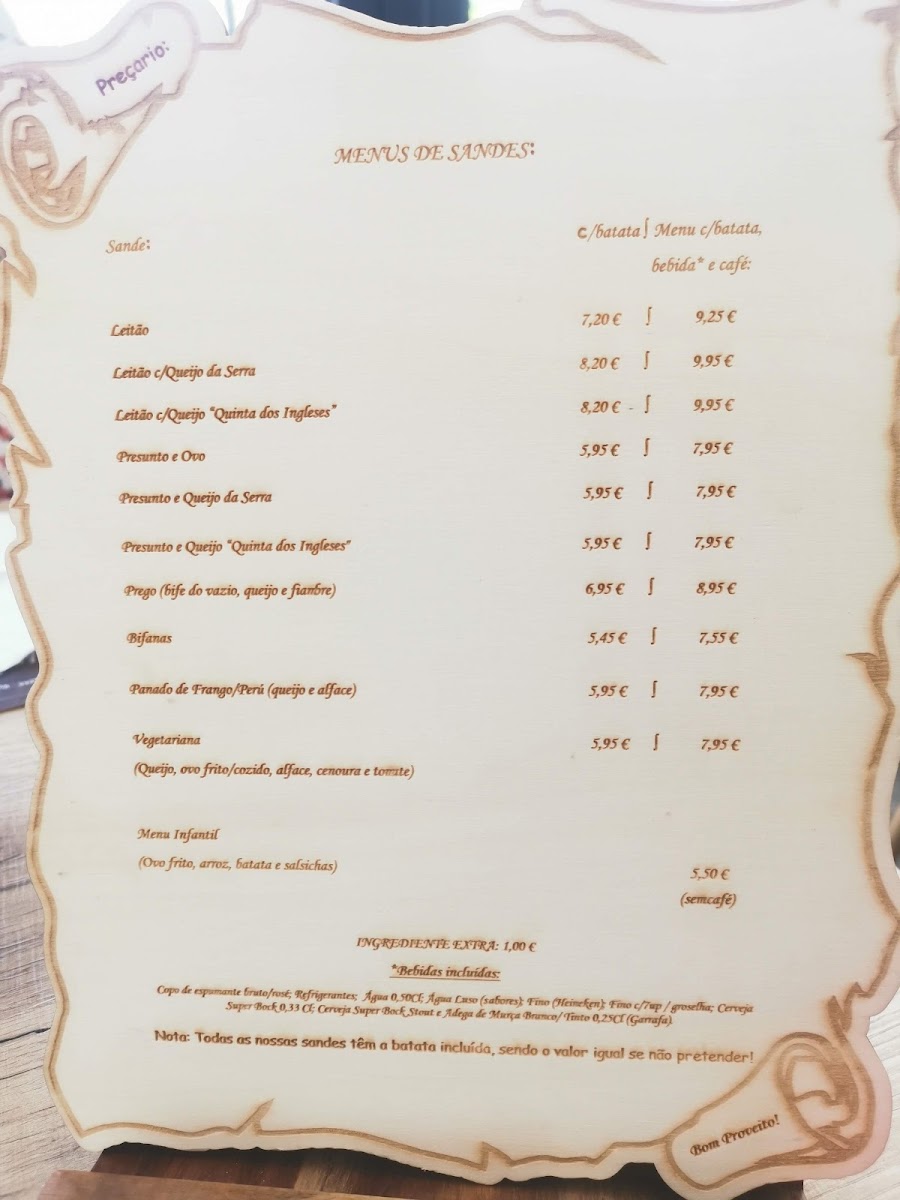 Preçario:
MENUS DE SANDES:
Sande: c/batata ∫ Menu c/batata,
bebida* e café:
Leitão 7,20 € ∫ 9,25 €
Leitão c/Queijo da Serra 8,20 € ∫ 9,95 €
Leitão c/Queijo "Quinta dos Ingleses" 8,20 € - ∫ 9,95 €
Presunto e Ovo 5,95 € ∫ 7,95 €
Presunto e Queijo da Serra 5,95 € ∫ 7,95 €
Presunto e Queijo "Quinta dos Ingleses" 5,95 € ∫ 7,95 €
Prego (bife do vazio, queijo e fiambre) 6,95 € ∫ 8,95 €
Bifanas 5,45 € ∫ 7,55 €
Panado de Frango/Perú (queijo e alface) 5,95 € ∫ 7,95 €
Vegetariana 5,95 € ∫ 7,95 €
(Queijo, ovo frito/cozido, alface, cenoura e tomate)
Menu Infantil
(Ovo frito, arroz, batata e salsichas) 5,50 €
(semcafé)
INGREDIENTE EXTRA: 1,00 €
*Bebidas incluídas:
Copo de espumante bruto/rosé; Refrigerantes; Água 0,50Cl; Água Luso (sabores); Fino (Heineken); Fino c/7up / groselha; Cerveja
Super Bock 0,33 Cl; Cerveja Super Bock Stout e Adega de Murça Branco/ Tinto 0,25Cl (Garrafa).
Nota: Todas as nossas sandes têm a batata incluída, sendo o valor igual se não pretender!
Bom Proveito!